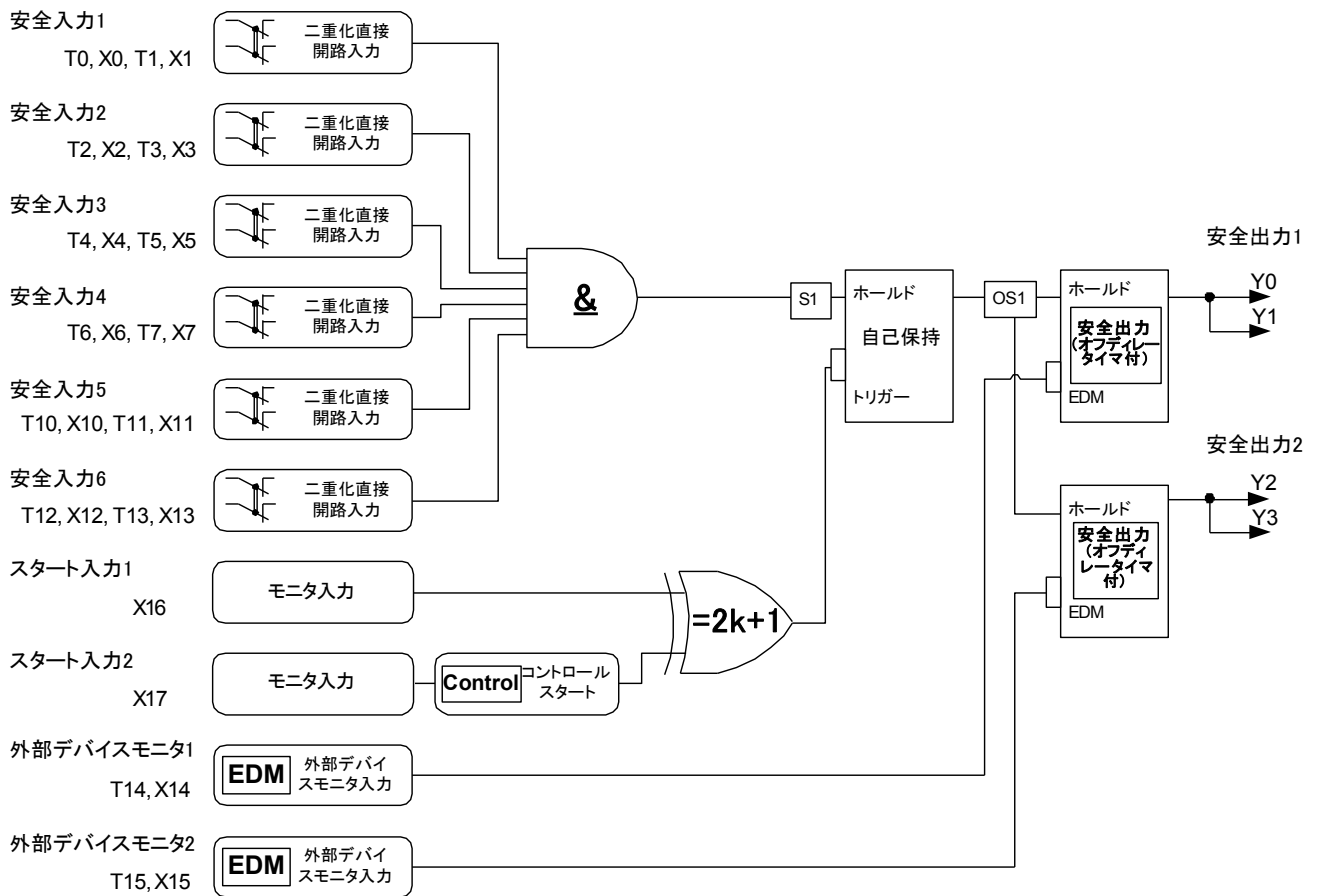 安全入力1
T0, X0, T1, X1
二重化直接
開路入力
安全入力2
T2, X2, T3, X3
二重化直接
開路入力
安全入力3
T4, X4, T5, X5
二重化直接
開路入力
安全入力4
T6, X6, T7, X7
二重化直接
開路入力
安全入力5
T10, X10, T11, X11
二重化直接
開路入力
安全入力6
T12, X12, T13, X13
二重化直接
開路入力
スタート入力1
X16
モニタ入力
スタート入力2
X17
モニタ入力
Control
コントロール
スタート
外部デバイスモニタ1
T14, X14
EDM
外部デバイ
スモニタ入力
外部デバイスモニタ2
T15, X15
EDM
外部デバイ
スモニタ入力
&
=2k+1
S1
ホールド
自己保持
トリガー
OS1
ホールド
安全出力
(オフディレー
タイマ付)
EDM
安全出力1
Y0
Y1
ホールド
安全出力
(オフディ
レータイマ
付)
EDM
安全出力2
Y2
Y3